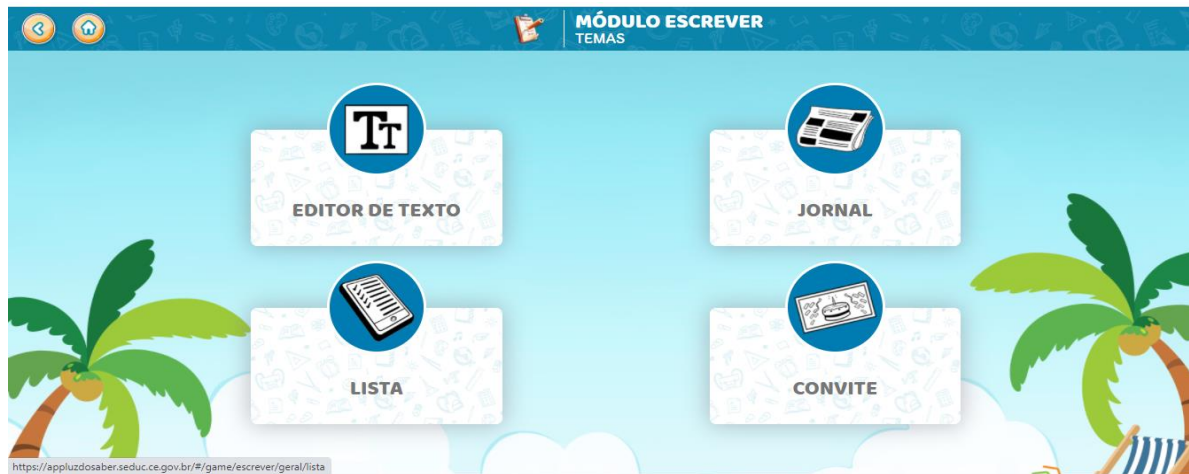 MÓDULO ESCREVER
TEMAS
Tt
EDITOR DE TEXTO
JORNAL
LISTA
CONVITE
https://appluzdosaber.seduc.ce.gov.br/#/game/escrever/geral/lista